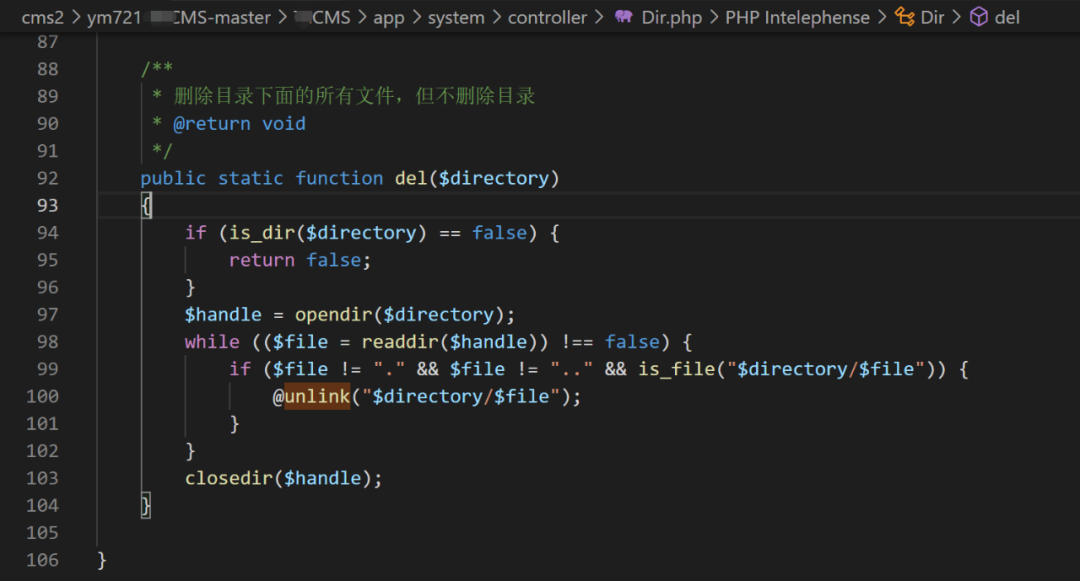 cms2 > ym721 CMS-master > CMS > app > system > controller > Dir.php > PHP Intelephense > Dir > del
87
88 /**
89 * 删除目录下面的所有文件，但不删除目录
90 * @return void
91 */
92 public static function del($directory)
93 {
94 if (is_dir($directory) == false) {
95 return false;
96 }
97 $handle = opendir($directory);
98 while (($file = readdir($handle)) !== false) {
99 if ($file != "." && $file != ".." && is_file("$directory/$file")) {
100 @unlink("$directory/$file");
101 }
102 }
103 closedir($handle);
104 }
105
106 }